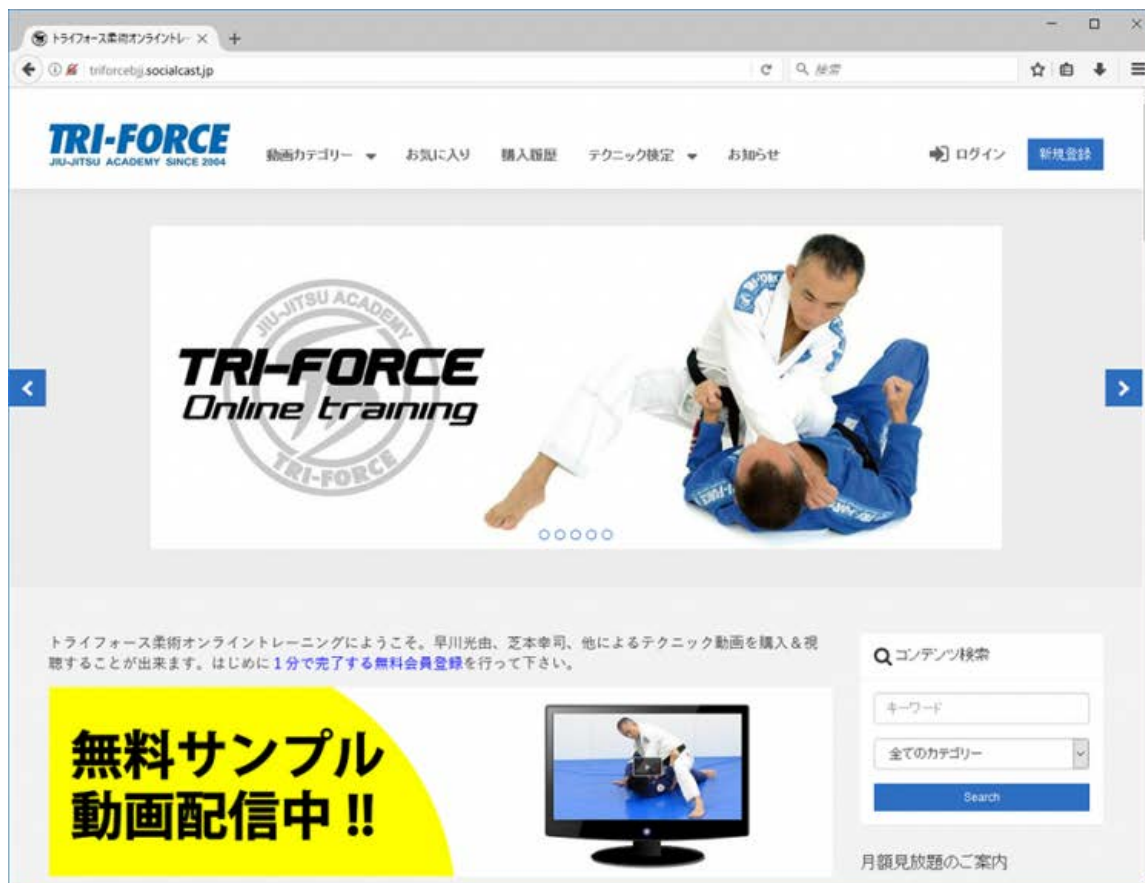 トライフォース柔術オンライントレ
triforcebjj.socialcast.jp
検索
TRI-FORCE
JIU-JITSU ACADEMY SINCE 2004
動画カテゴリー
お気に入り
購入履歴
テクニック検定
お知らせ
ログイン
新規登録
JIU-JITSU ACADEMY
TRI-FORCE
Online training
TRI-FORCE
トライフォース柔術オンライントレーニングにようこそ。早川光由、芝本幸司、他によるテクニック動画を購入&視
聴することが出来ます。はじめに1分で完了する無料会員登録を行って下さい。
無料サンプル
動画配信中!!
コンテンツ検索
キーワード
全てのカテゴリー
Search
月額見放題のご案内